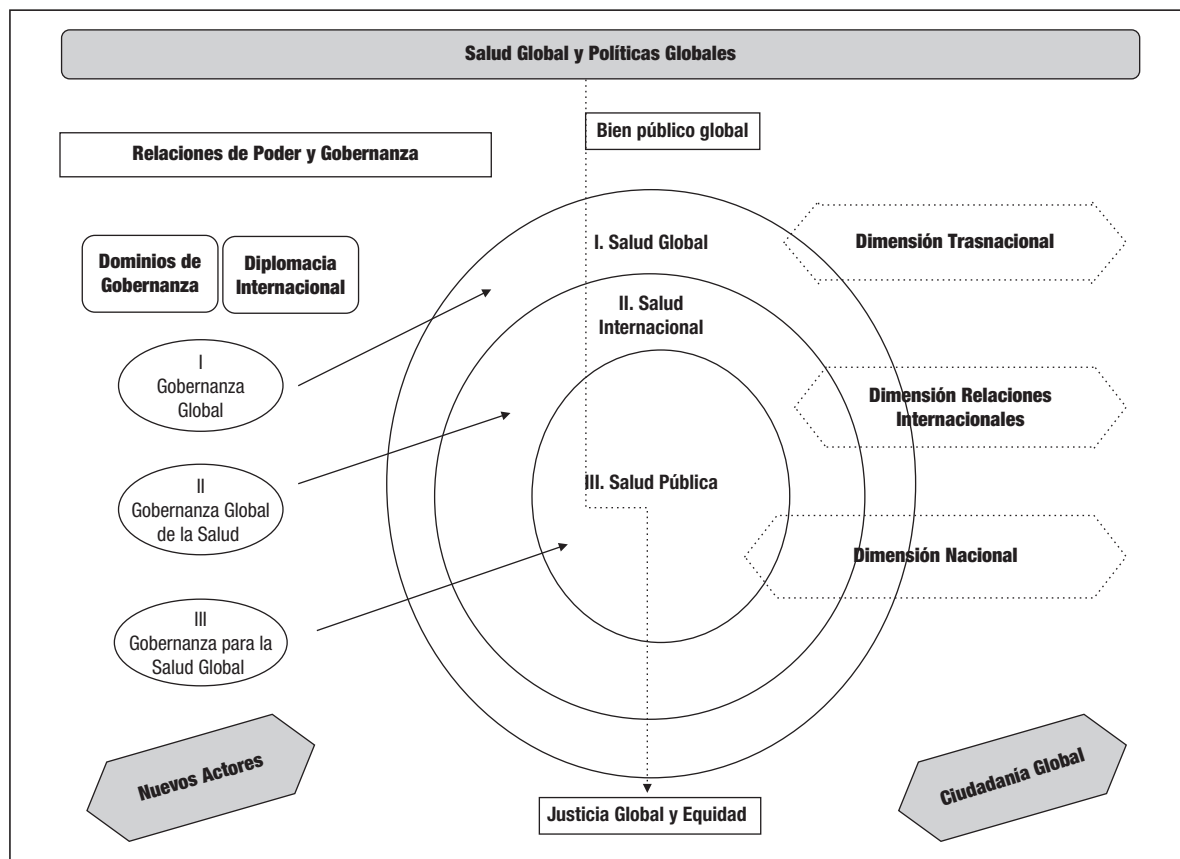 Salud Global y Políticas Globales
Bien público global
Relaciones de Poder y Gobernanza
Dominios de
Gobernanza
Diplomacia
Internacional
I. Salud Global
Dimensión Trasnacional
II. Salud
Internacional
I
Gobernanza
Global
Dimensión Relaciones
Internacionales
III. Salud Pública
II
Gobernanza Global
de la Salud
Dimensión Nacional
III
Gobernanza para la
Salud Global
Nuevos Actores
Ciudadanía Global
Justicia Global y Equidad